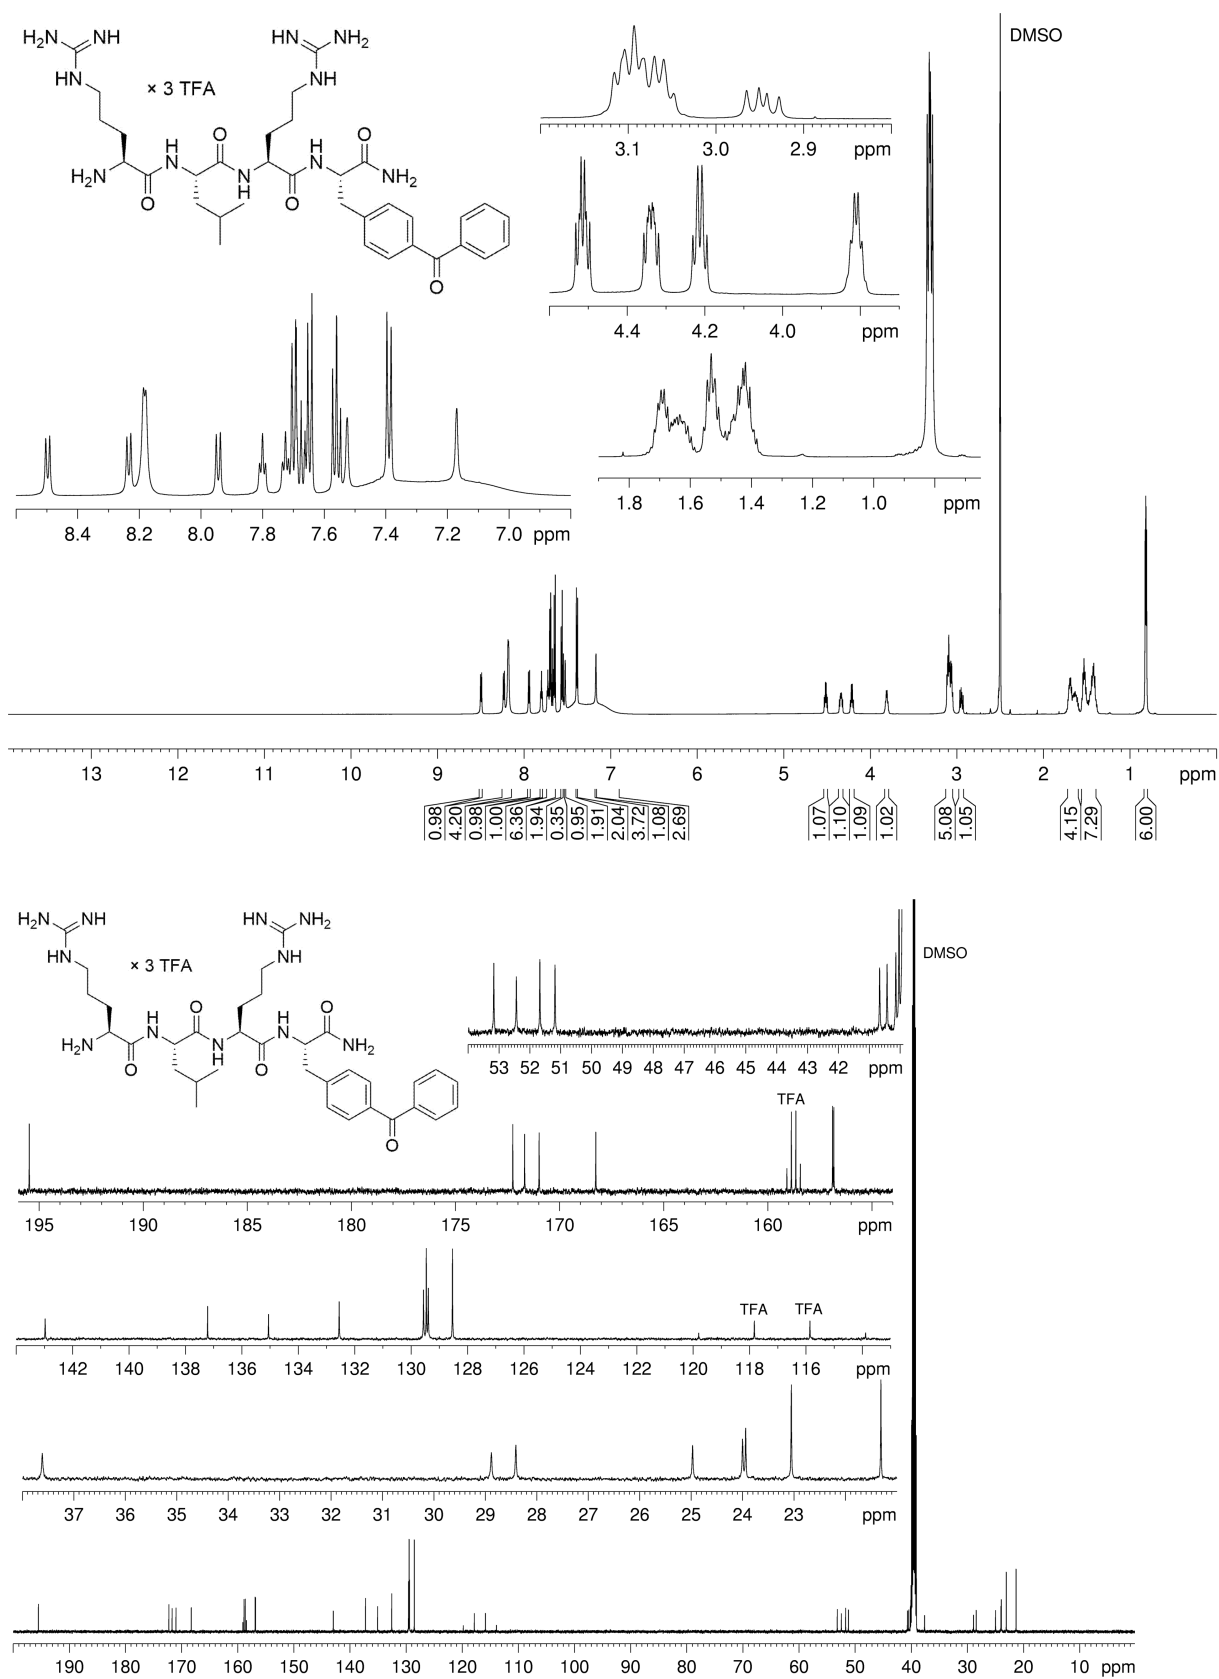 H₂N NH HN NH₂
HN × 3 TFA NH
O O
H₂N HN N H HN NH₂
O O
O
DMSO
3.1 3.0 2.9 ppm
4.4 4.2 4.0 ppm
1.8 1.6 1.4 1.2 1.0 ppm
8.4 8.2 8.0 7.8 7.6 7.4 7.2 7.0 ppm
13 12 11 10 9 8 7 6 5 4 3 2 1 ppm
0.98 4.20 0.98 1.00 6.36 1.94 0.35 0.95 1.91 2.04 3.72 1.08 2.69 1.07 1.10 1.09 1.02 5.08 1.05 4.15 7.29 6.00
H₂N NH HN NH₂
HN × 3 TFA NH
O O
H₂N HN N H HN NH₂
O O
O
DMSO
53 52 51 50 49 48 47 46 45 44 43 42 ppm
TFA
195 190 185 180 175 170 165 160 ppm
TFA TFA
142 140 138 136 134 132 130 128 126 124 122 120 118 116 ppm
37 36 35 34 33 32 31 30 29 28 27 26 25 24 23 ppm
190 180 170 160 150 140 130 120 110 100 90 80 70 60 50 40 30 20 10 ppm